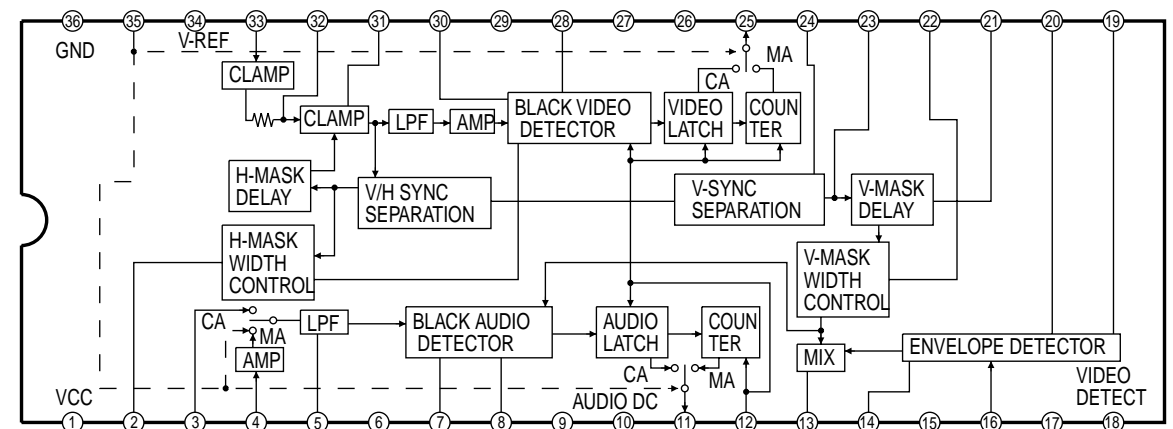 36 35 34 33 32 31 30 29 28 27 26 25 24 23 22 21 20 19
GND
V-REF
CLAMP
CA
MA
CLAMP
LPF
AMP
BLACK VIDEO
DETECTOR
VIDEO
LATCH
COUN
TER
H-MASK
DELAY
V/H SYNC
SEPARATION
V-SYNC
SEPARATION
V-MASK
DELAY
H-MASK
WIDTH
CONTROL
V-MASK
WIDTH
CONTROL
CA
MA
LPF
BLACK AUDIO
DETECTOR
AUDIO
LATCH
COUN
TER
AMP
MIX
ENVELOPE DETECTOR
CA
MA
VCC
AUDIO DC
VIDEO
DETECT
1 2 3 4 5 6 7 8 9 10 11 12 13 14 15 16 17 18